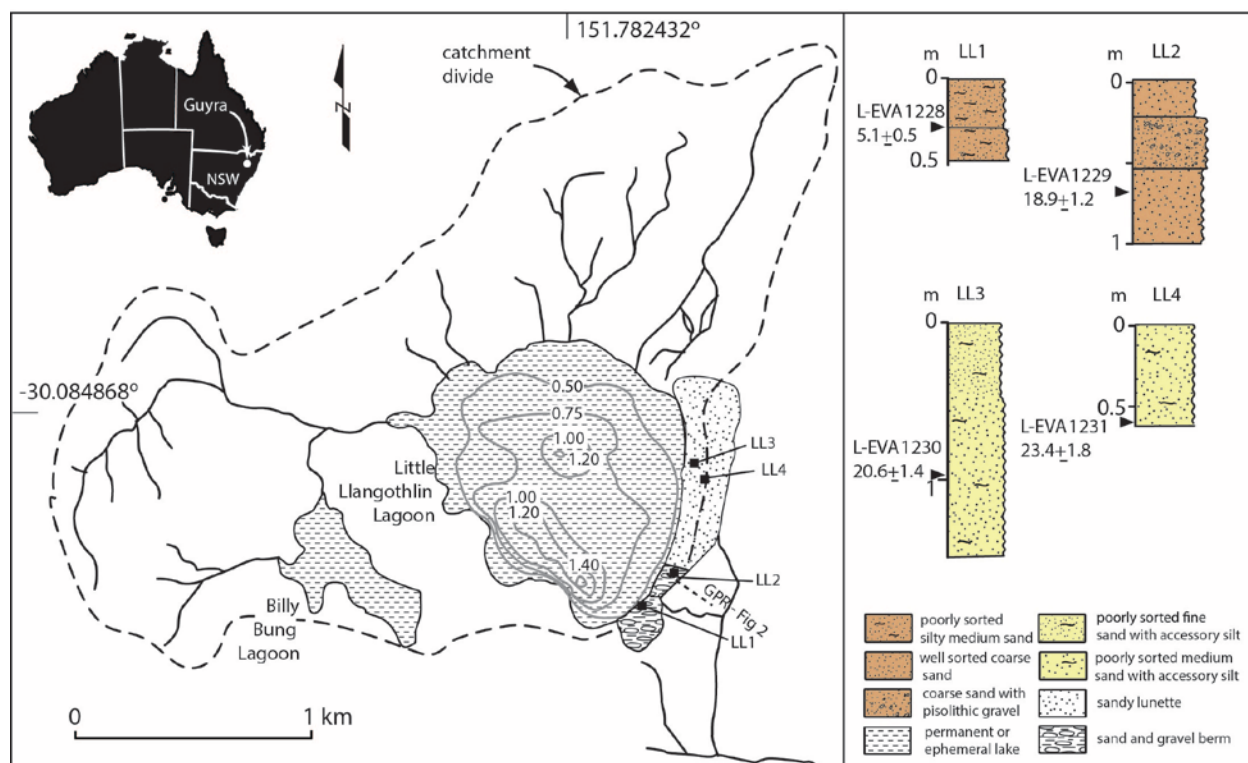 151.782432º
catchment
divide
Guyra
NSW
N
-30.084868º
0.50
0.75
1.00
1.20
1.00
1.20
1.40
Little
Llangothlin
Lagoon
Billy
Bung
Lagoon
LL3
LL4
LL2
GPR- Fig 2
LL1
0
1 km
m
LL1
0
L-EVA1228
5.1±0.5
0.5
m
LL2
0
L-EVA1229
18.9±1.2
1
m
LL3
0
L-EVA1230
20.6±1.4
1
m
LL4
0
0.5
L-EVA1231
23.4±1.8
poorly sorted
silty medium sand
well sorted coarse
sand
coarse sand with
pisolithic gravel
permanent or
ephemeral lake
poorly sorted fine
sand with accessory silt
poorly sorted medium
sand with accessory silt
sandy lunette
sand and gravel berm